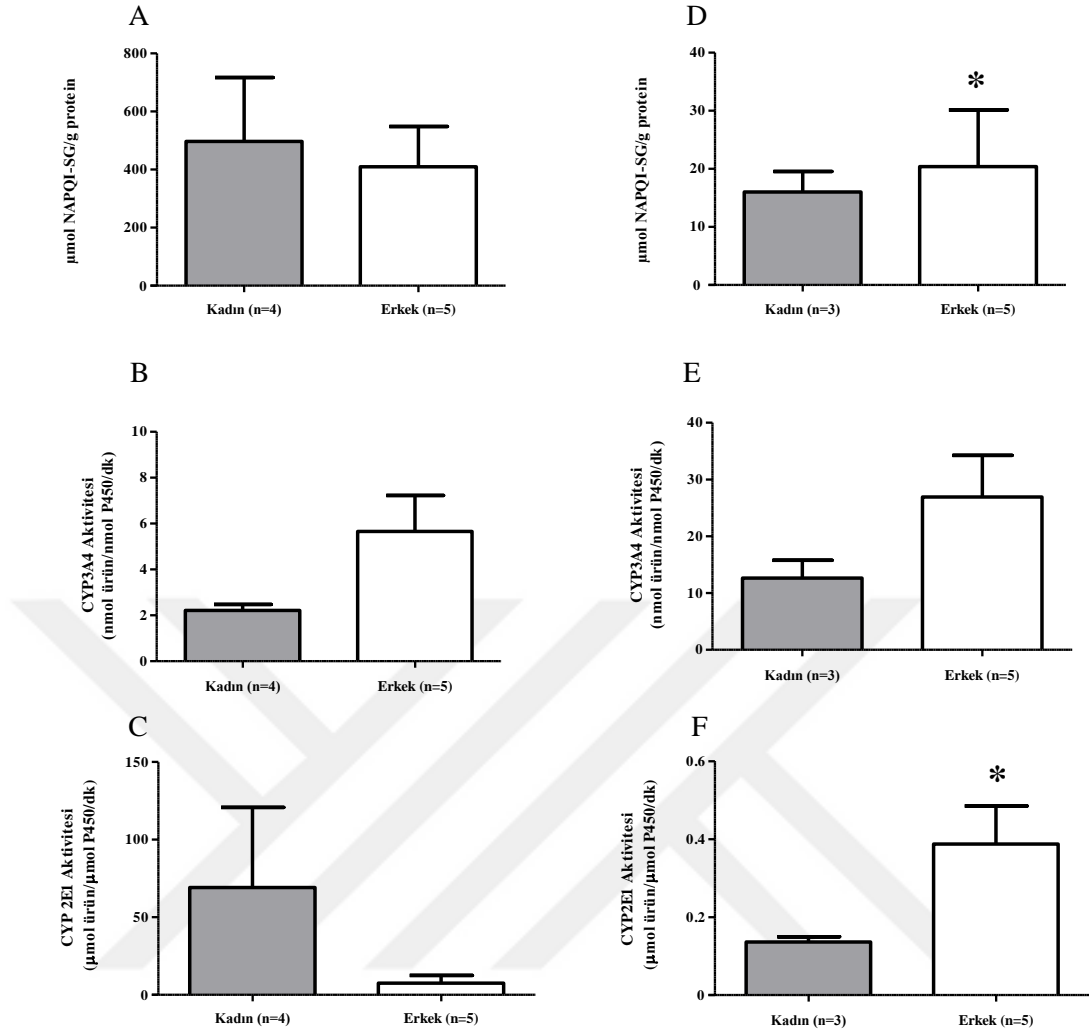 A
μmol NAPQI-SG/g protein
800
600
400
200
0
Kadın (n=4)
Erkek (n=5)
D
μmol NAPQI-SG/g protein
40
30
20
10
0
*
Kadın (n=3)
Erkek (n=5)
B
CYP3A4 Aktivitesi
(nmol ürün/nmol P450/dk)
10
8
6
4
2
0
Kadın (n=4)
Erkek (n=5)
E
CYP3A4 Aktivitesi
(nmol ürün/nmol P450/dk)
40
30
20
10
0
Kadın (n=3)
Erkek (n=5)
C
CYP 2E1 Aktivitesi
(μmol ürün/μmol P450/dk)
150
100
50
0
Kadın (n=4)
Erkek (n=5)
F
CYP2E1 Aktivitesi
(μmol ürün/μmol P450/dk)
0.6
0.4
0.2
0
*
Kadın (n=3)
Erkek (n=5)